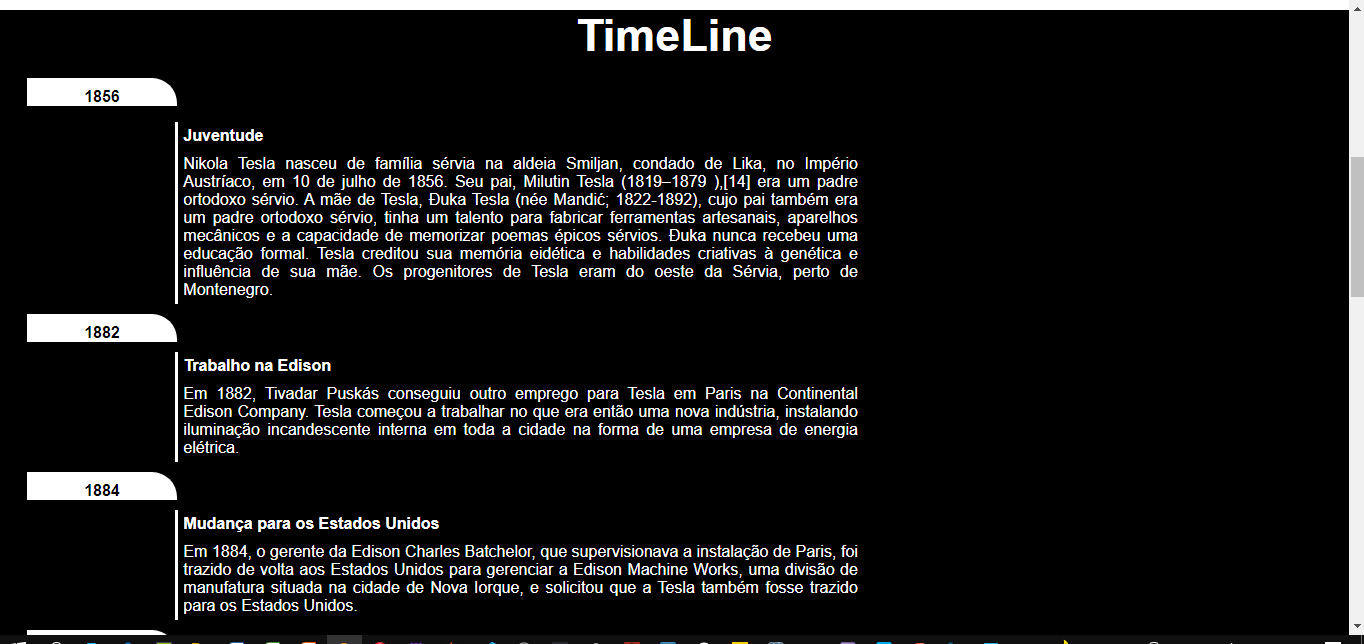 TimeLine
1856
Juventude
Nikola Tesla nasceu de família sérvia na aldeia Smiljan, condado de Lika, no Império
Austríaco, em 10 de julho de 1856. Seu pai, Milutin Tesla (1819–1879 ),[14] era um padre
ortodoxo sérvio. A mãe de Tesla, Đuka Tesla (née Mandić; 1822-1892), cujo pai também era
um padre ortodoxo sérvio, tinha um talento para fabricar ferramentas artesanais, aparelhos
mecânicos e a capacidade de memorizar poemas épicos sérvios. Đuka nunca recebeu uma
educação formal. Tesla creditou sua memória eidética e habilidades criativas à genética e
influência de sua mãe. Os progenitores de Tesla eram do oeste da Sérvia, perto de
Montenegro.
1882
Trabalho na Edison
Em 1882, Tivadar Puskás conseguiu outro emprego para Tesla em Paris na Continental
Edison Company. Tesla começou a trabalhar no que era então uma nova indústria, instalando
iluminação incandescente interna em toda a cidade na forma de uma empresa de energia
elétrica.
1884
Mudança para os Estados Unidos
Em 1884, o gerente da Edison Charles Batchelor, que supervisionava a instalação de Paris, foi
trazido de volta aos Estados Unidos para gerenciar a Edison Machine Works, uma divisão de
manufatura situada na cidade de Nova Iorque, e solicitou que a Tesla também fosse trazido
para os Estados Unidos.